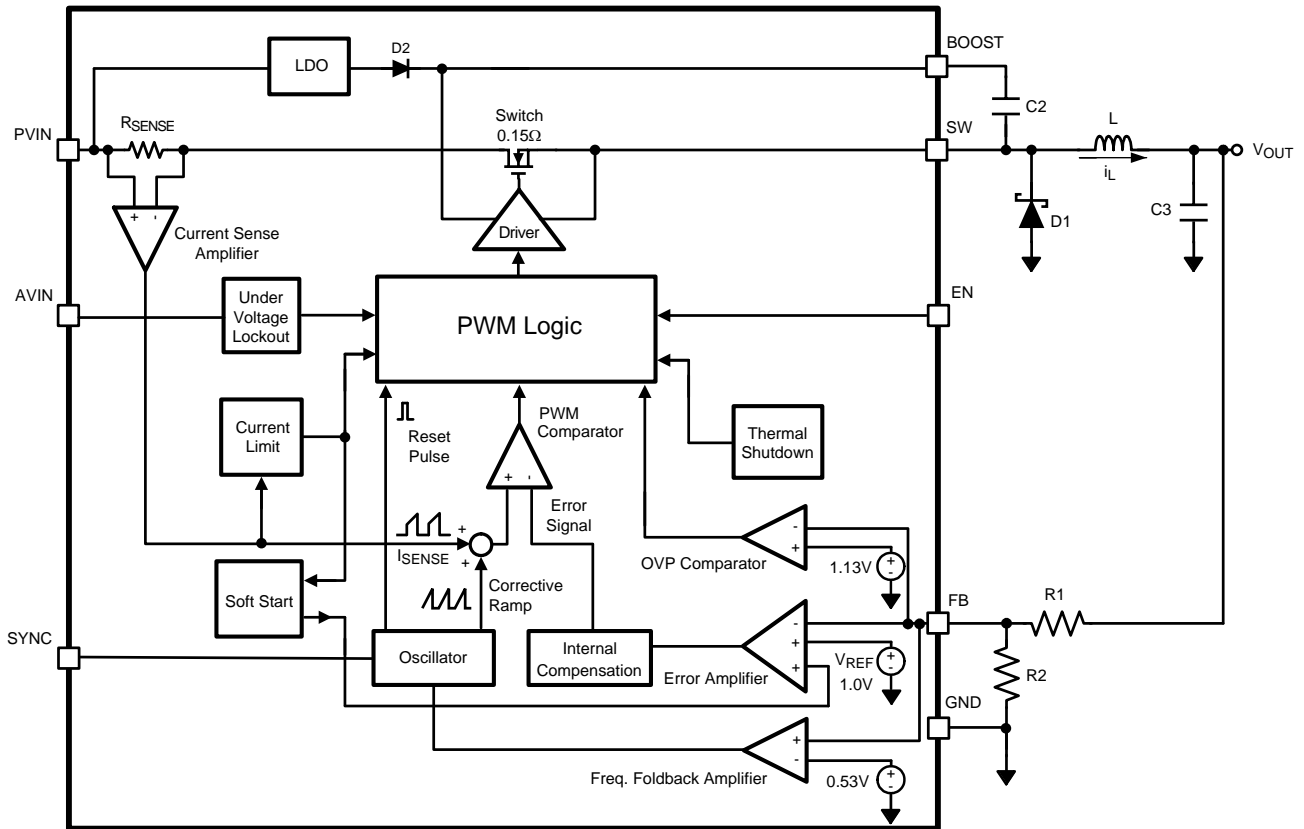 BOOST
D2
LDO
C2
PVIN
RSENSE
Switch
0.15Ω
SW
L
VOUT
iL
+ -
Current Sense
Amplifier
Driver
D1
C3
AVIN
Under
Voltage
Lockout
PWM Logic
EN
Current
Limit
Reset
Pulse
PWM
Comparator
+ -
Thermal
Shutdown
Error
Signal
ISENSE
+
+
-
+
+
-
1.13V
OVP Comparator
Soft Start
Corrective
Ramp
FB
R1
SYNC
Oscillator
Internal
Compensation
-
+
+
VREF
1.0V
+
-
Error Amplifier
R2
GND
+
-
+
-
0.53V
Freq. Foldback Amplifier